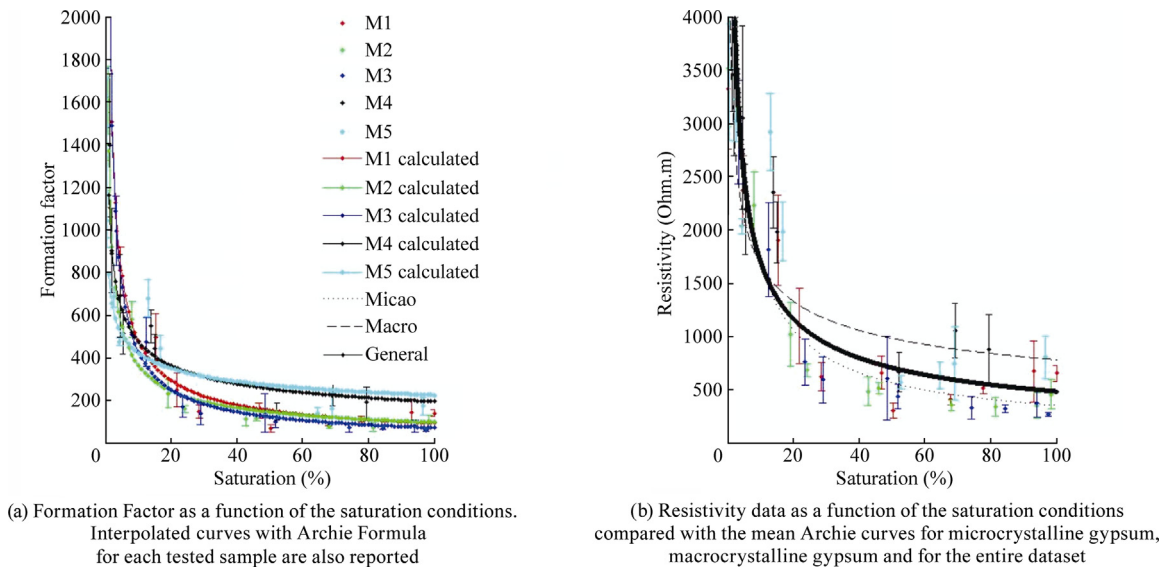 2000
1800
1600
1400
1200
1000
800
600
400
200
0
20
40
60
80
100
Formation factor
Saturation (%)
M1
M2
M3
M4
M5
M1 calculated
M2 calculated
M3 calculated
M4 calculated
M5 calculated
Micao
Macro
General
(a) Formation Factor as a function of the saturation conditions.
Interpolated curves with Archie Formula
for each tested sample are also reported
4000
3500
3000
2500
2000
1500
1000
500
0
20
40
60
80
100
Resistivity (Ohm.m)
Saturation (%)
(b) Resistivity data as a function of the saturation conditions
compared with the mean Archie curves for microcrystalline gypsum,
macrocrystalline gypsum and for the entire dataset